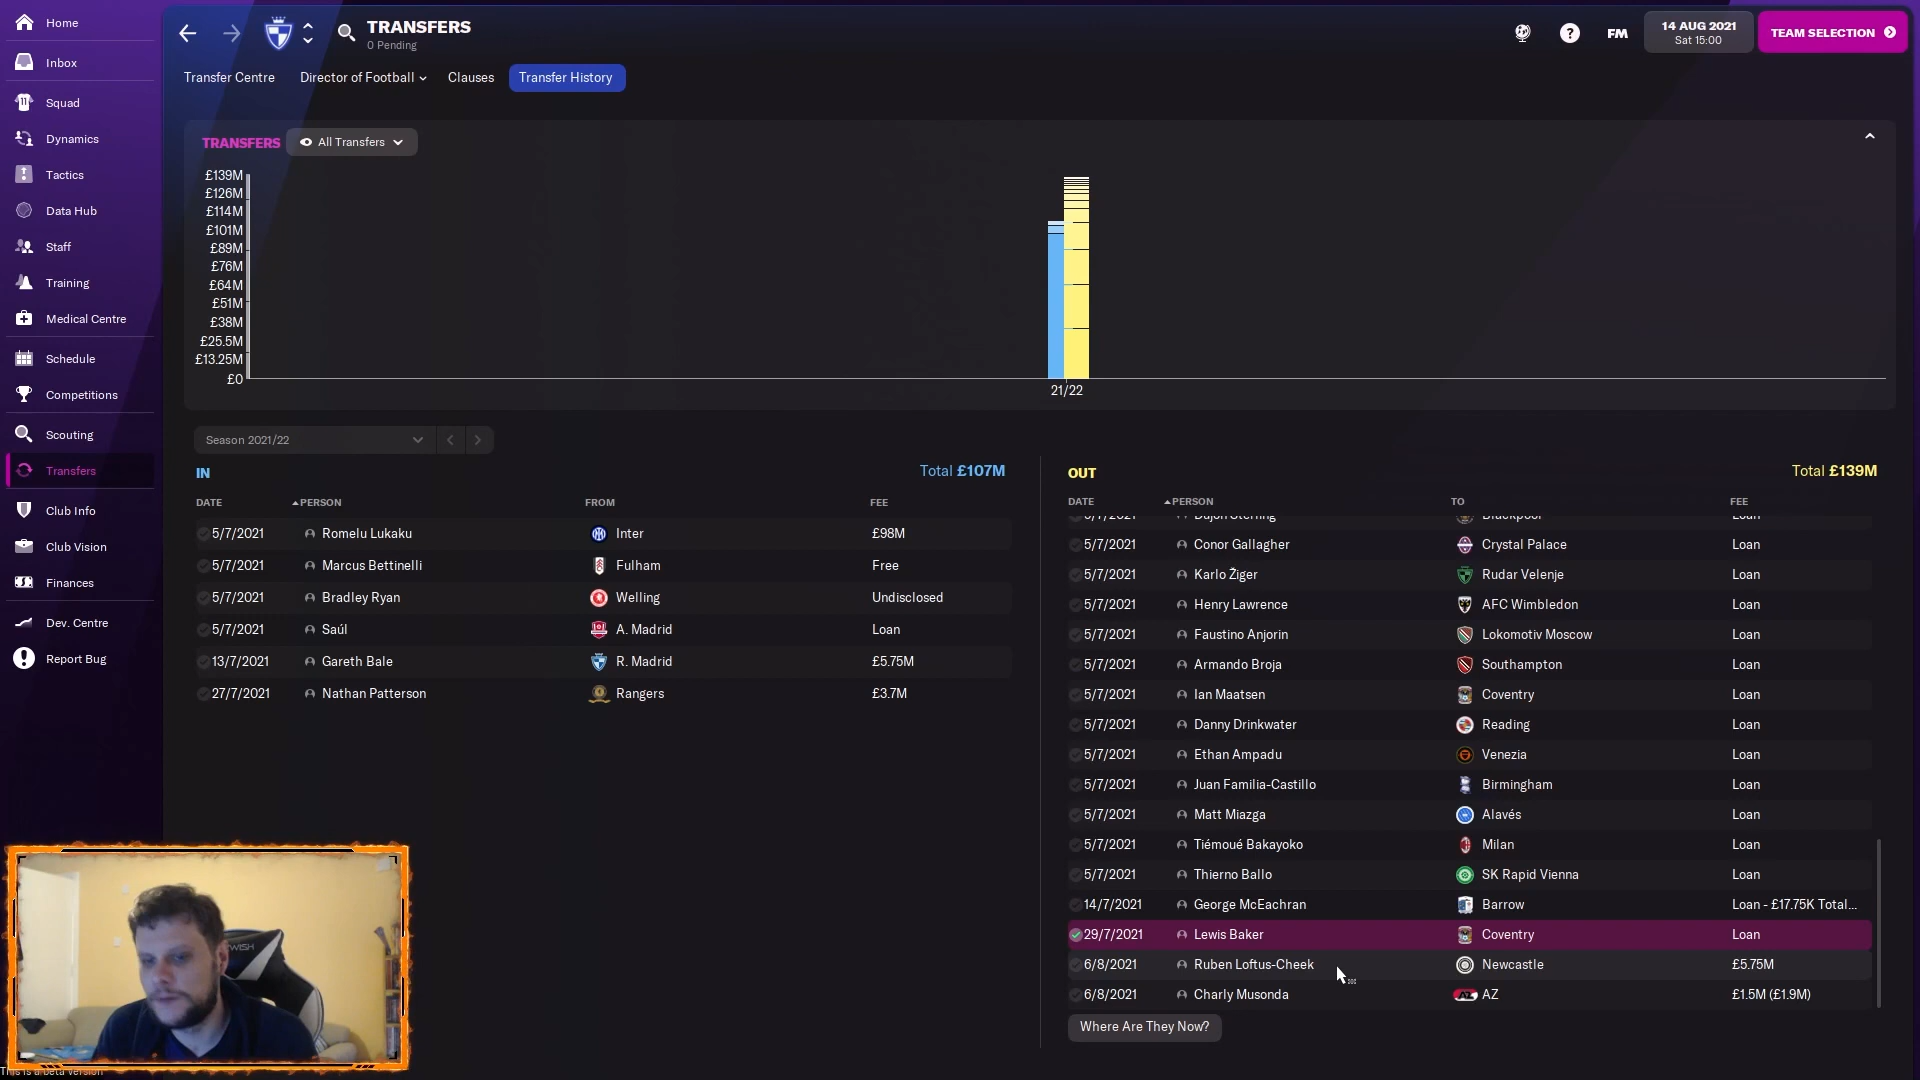 Home
Inbox
Squad
Dynamics
Tactics
Data Hub
Staff
Training
Medical Centre
Schedule
Competitions
Scouting
Transfers
Club Info
Club Vision
Finances
Dev. Centre
Report Bug
TRANSFERS
0 Pending
FM
14 AUG 2021
Sat 15:00
TEAM SELECTION
Transfer Centre
Director of Football
Clauses
Transfer History
TRANSFERS
All Transfers
£139M
£126M
£114M
£101M
£89M
£76M
£64M
£51M
£38M
£25.5M
£13.25M
£0
21/22
Season 2021/22
IN Total £107M
DATE PERSON FROM FEE
5/7/2021 Romelu Lukaku Inter £98M
5/7/2021 Marcus Bettinelli Fulham Free
5/7/2021 Bradley Ryan Welling Undisclosed
5/7/2021 Saúl A. Madrid Loan
13/7/2021 Gareth Bale R. Madrid £5.75M
27/7/2021 Nathan Patterson Rangers £3.7M
OUT Total £139M
DATE PERSON TO FEE
5/7/2021 Dujon Sterling Blackpool Loan
5/7/2021 Conor Gallagher Crystal Palace Loan
5/7/2021 Karlo Žiger Rudar Velenje Loan
5/7/2021 Henry Lawrence AFC Wimbledon Loan
5/7/2021 Faustino Anjorin Lokomotiv Moscow Loan
5/7/2021 Armando Broja Southampton Loan
5/7/2021 Ian Maatsen Coventry Loan
5/7/2021 Danny Drinkwater Reading Loan
5/7/2021 Ethan Ampadu Venezia Loan
5/7/2021 Juan Familia-Castillo Birmingham Loan
5/7/2021 Matt Miazga Alavés Loan
5/7/2021 Tiémoué Bakayoko Milan Loan
5/7/2021 Thierno Ballo SK Rapid Vienna Loan
14/7/2021 George McEachran Barrow Loan - £17.75K Total...
29/7/2021 Lewis Baker Coventry Loan
6/8/2021 Ruben Loftus-Cheek Newcastle £5.75M
6/8/2021 Charly Musonda AZ £1.5M (£1.9M)
Where Are They Now?
This is a beta version